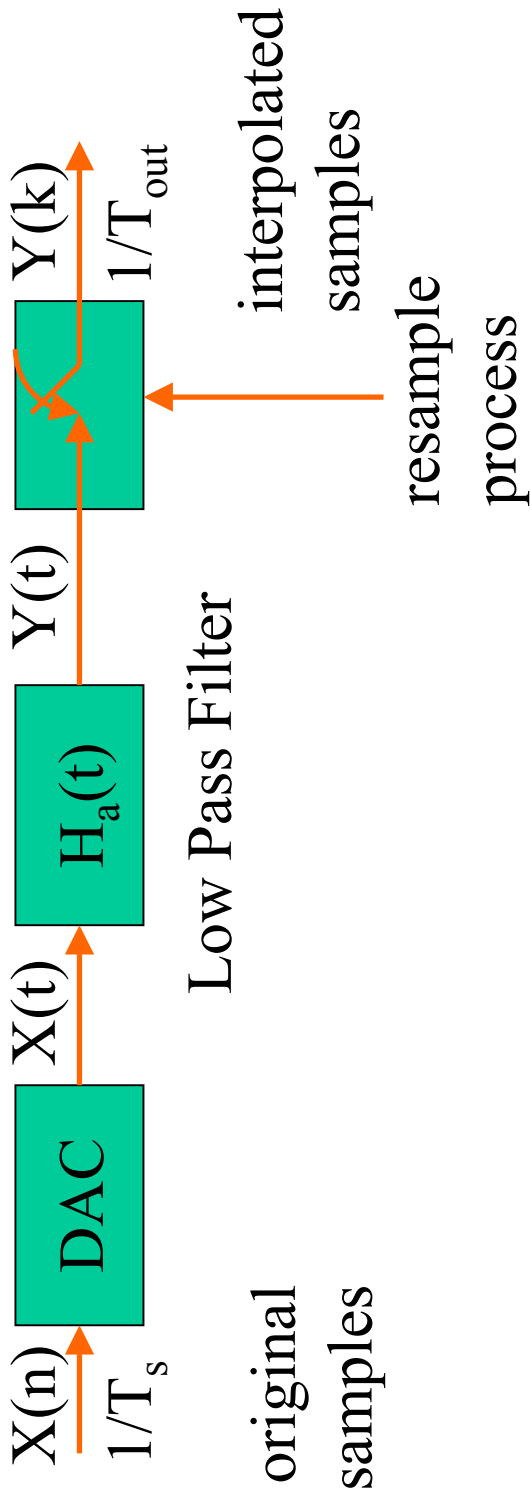 X(n)
1/Ts
original
samples
DAC
X(t)
Ha(t)
Low Pass Filter
Y(t)
Y(k)
1/Tout
interpolated
samples
resample
process